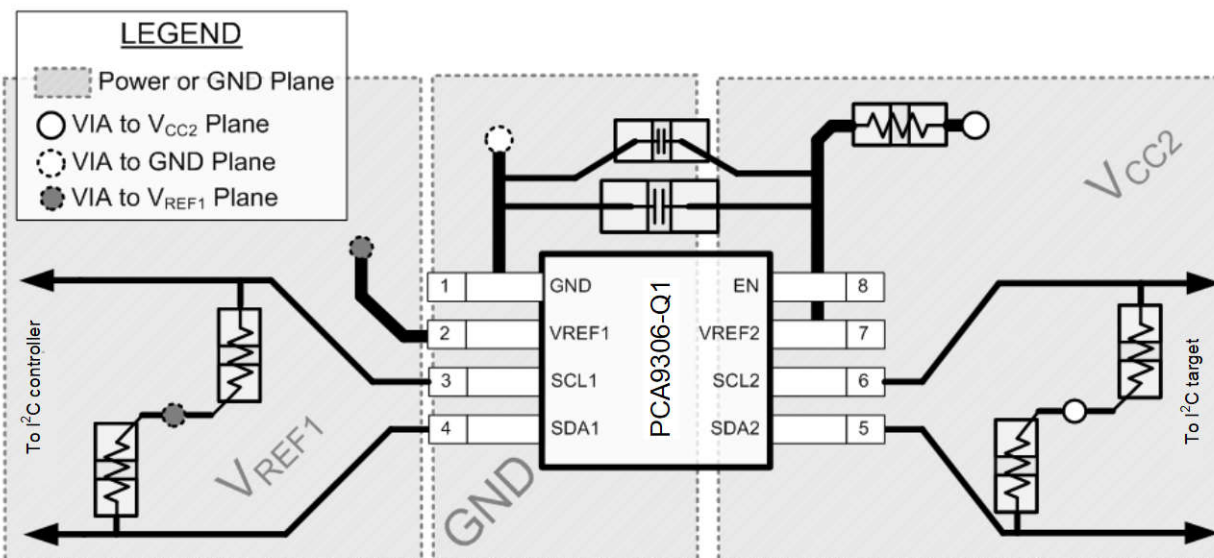 LEGEND
Power or GND Plane
VIA to VCC2 Plane
VIA to GND Plane
VIA to VREF1 Plane
VCC2
1 GND EN 8
2 VREF1 VREF2 7
3 SCL1 SCL2 6
4 SDA1 SDA2 5
PCA9306-Q1
To I²C controller
To I²C target
VREF1
GND